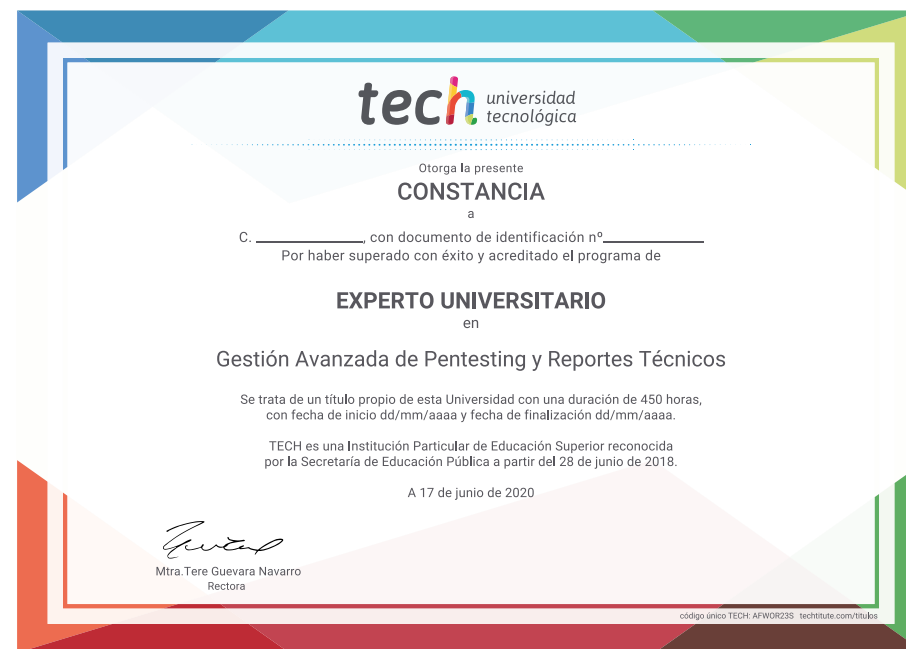 tech universidad
tecnológica
Otorga la presente
CONSTANCIA
a
C. ______________, con documento de identificación nº______________
Por haber superado con éxito y acreditado el programa de
EXPERTO UNIVERSITARIO
en
Gestión Avanzada de Pentesting y Reportes Técnicos
Se trata de un título propio de esta Universidad con una duración de 450 horas,
con fecha de inicio dd/mm/aaaa y fecha de finalización dd/mm/aaaa.
TECH es una Institución Particular de Educación Superior reconocida
por la Secretaría de Educación Pública a partir del 28 de junio de 2018.
A 17 de junio de 2020
Mtra.Tere Guevara Navarro
Rectora
código único TECH: AFWOR23S techtitute.com/titulos